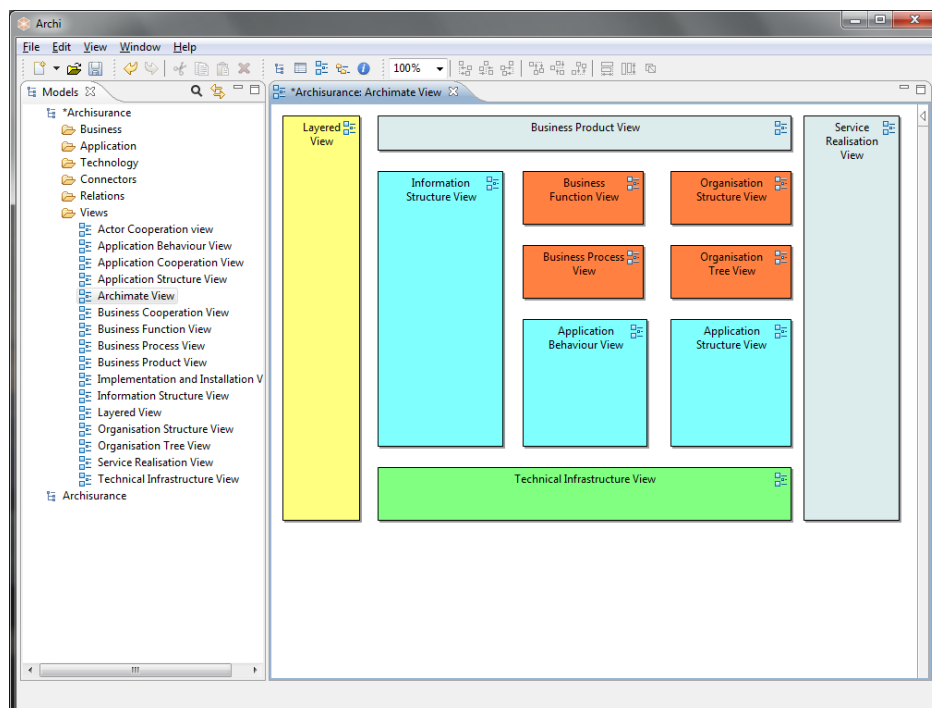 Archi
File Edit View Window Help
100%
Models
*Archisurance
Business
Application
Technology
Connectors
Relations
Views
Actor Cooperation view
Application Behaviour View
Application Cooperation View
Application Structure View
Archimate View
Business Cooperation View
Business Function View
Business Process View
Business Product View
Implementation and Installation V
Information Structure View
Layered View
Organisation Structure View
Organisation Tree View
Service Realisation View
Technical Infrastructure View
Archisurance
*Archisurance: Archimate View
Layered
View
Business Product View
Service
Realisation
View
Information
Structure View
Business
Function View
Organisation
Structure View
Business Process
View
Organisation
Tree View
Application
Behaviour View
Application
Structure View
Technical Infrastructure View